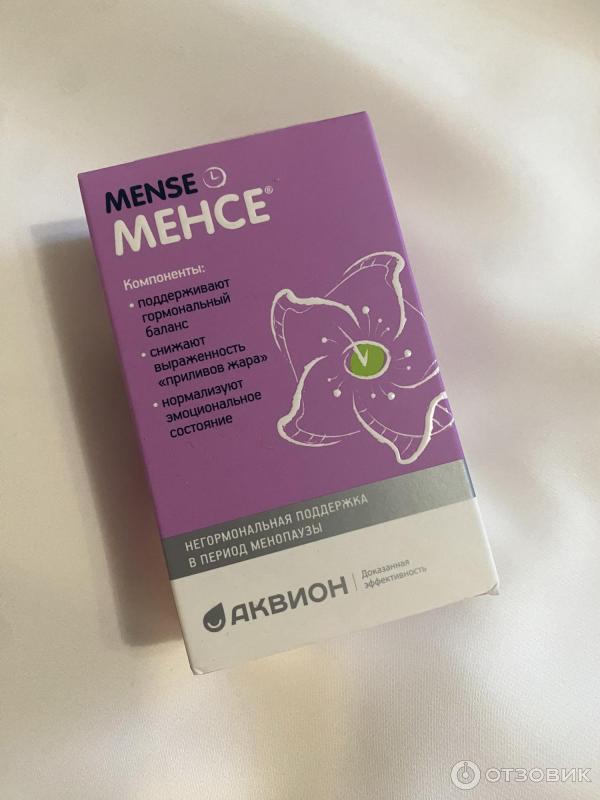 MENSE
МЕНСЕ®
Компоненты:
• поддерживают
гормональный
баланс
• снижают
выраженность
«приливов жара»
• нормализуют
эмоциональное
состояние
НЕГОРМОНАЛЬНАЯ ПОДДЕРЖКА
В ПЕРИОД МЕНОПАУЗЫ
АКВИОН
Доказанная
эффективность
ОТЗОВИК